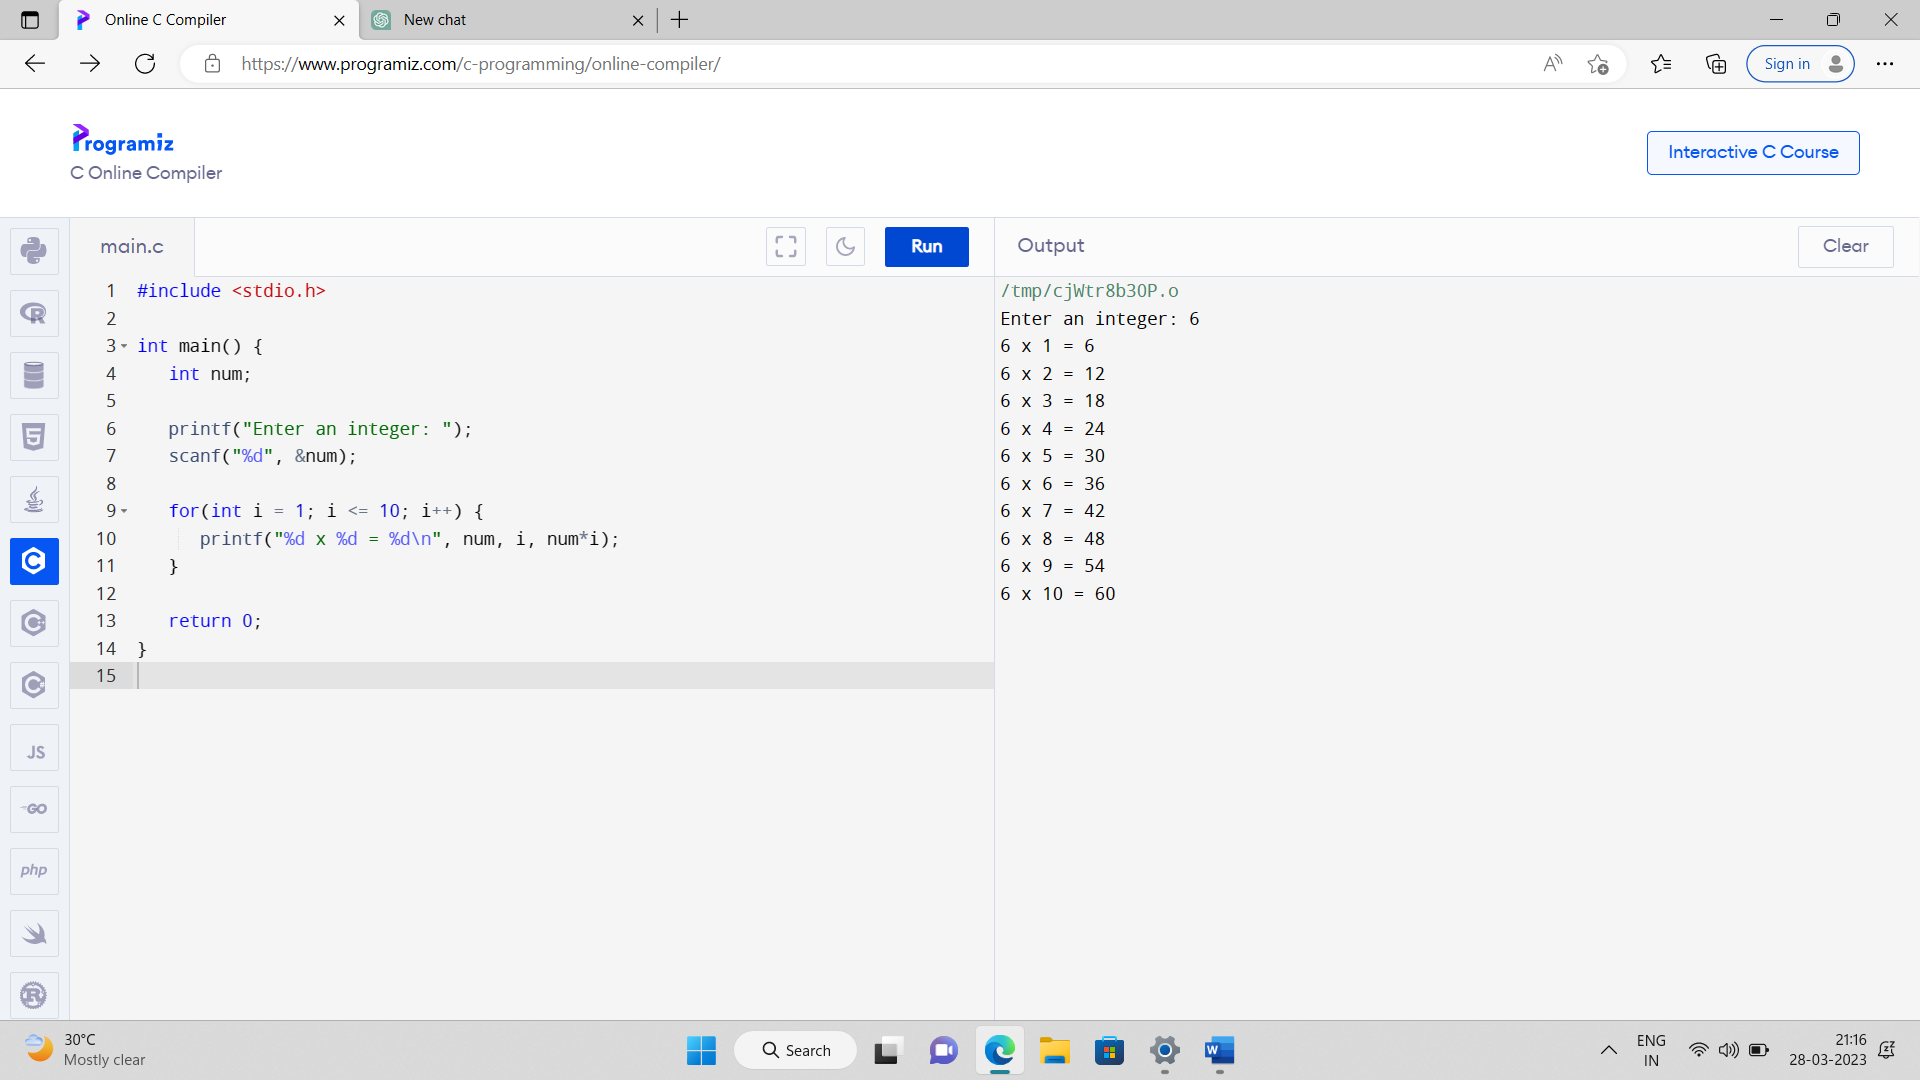 Online C Compiler
New chat
https://www.programiz.com/c-programming/online-compiler/
Sign in
Programiz
C Online Compiler
Interactive C Course
main.c
Run
Output
Clear
1 #include <stdio.h>
2
3 int main() {
4    int num;
5
6    printf("Enter an integer: ");
7    scanf("%d", &num);
8
9    for(int i = 1; i <= 10; i++) {
10       printf("%d x %d = %d\n", num, i, num*i);
11    }
12
13    return 0;
14 }
15
/tmp/cjWtr8b3OP.o
Enter an integer: 6
6 x 1 = 6
6 x 2 = 12
6 x 3 = 18
6 x 4 = 24
6 x 5 = 30
6 x 6 = 36
6 x 7 = 42
6 x 8 = 48
6 x 9 = 54
6 x 10 = 60
R
5
C
JS
GO
php
R
30°C
Mostly clear
Search
W
ENG
IN
21:16
28-03-2023